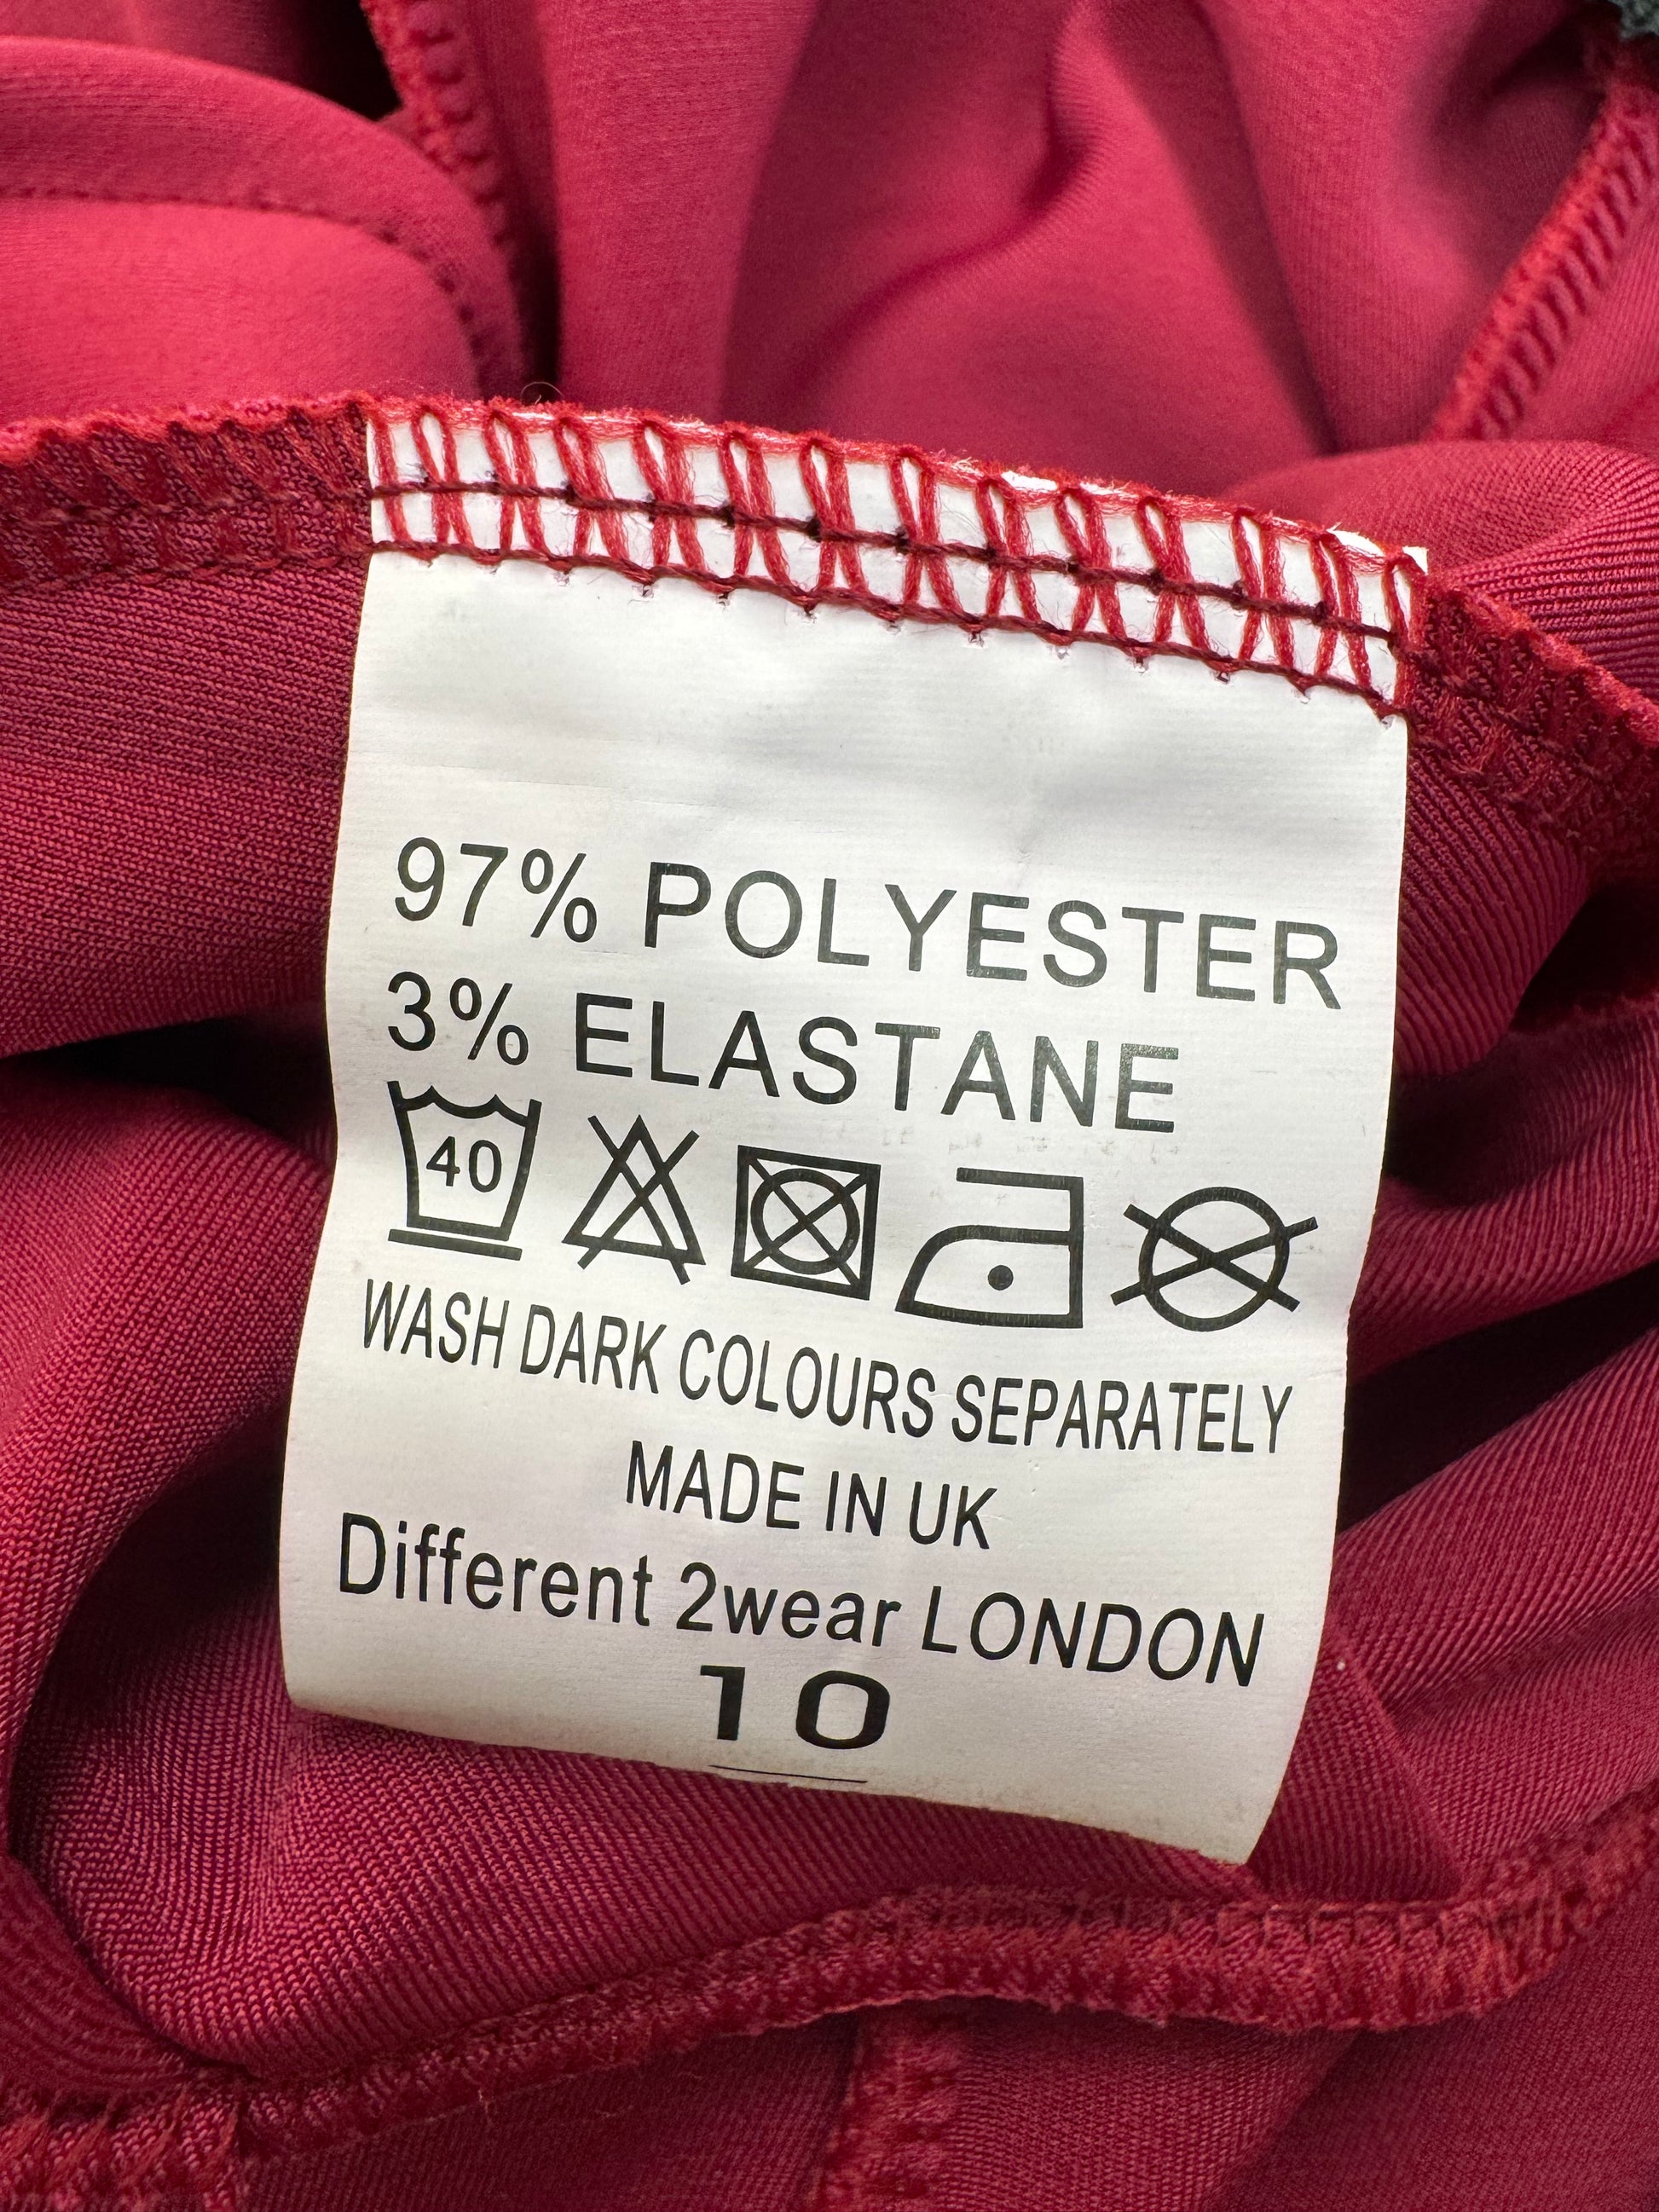 97% POLYESTER
3% ELASTANE
40
WASH DARK COLOURS SEPARATELY
MADE IN UK
Different 2wear LONDON
10